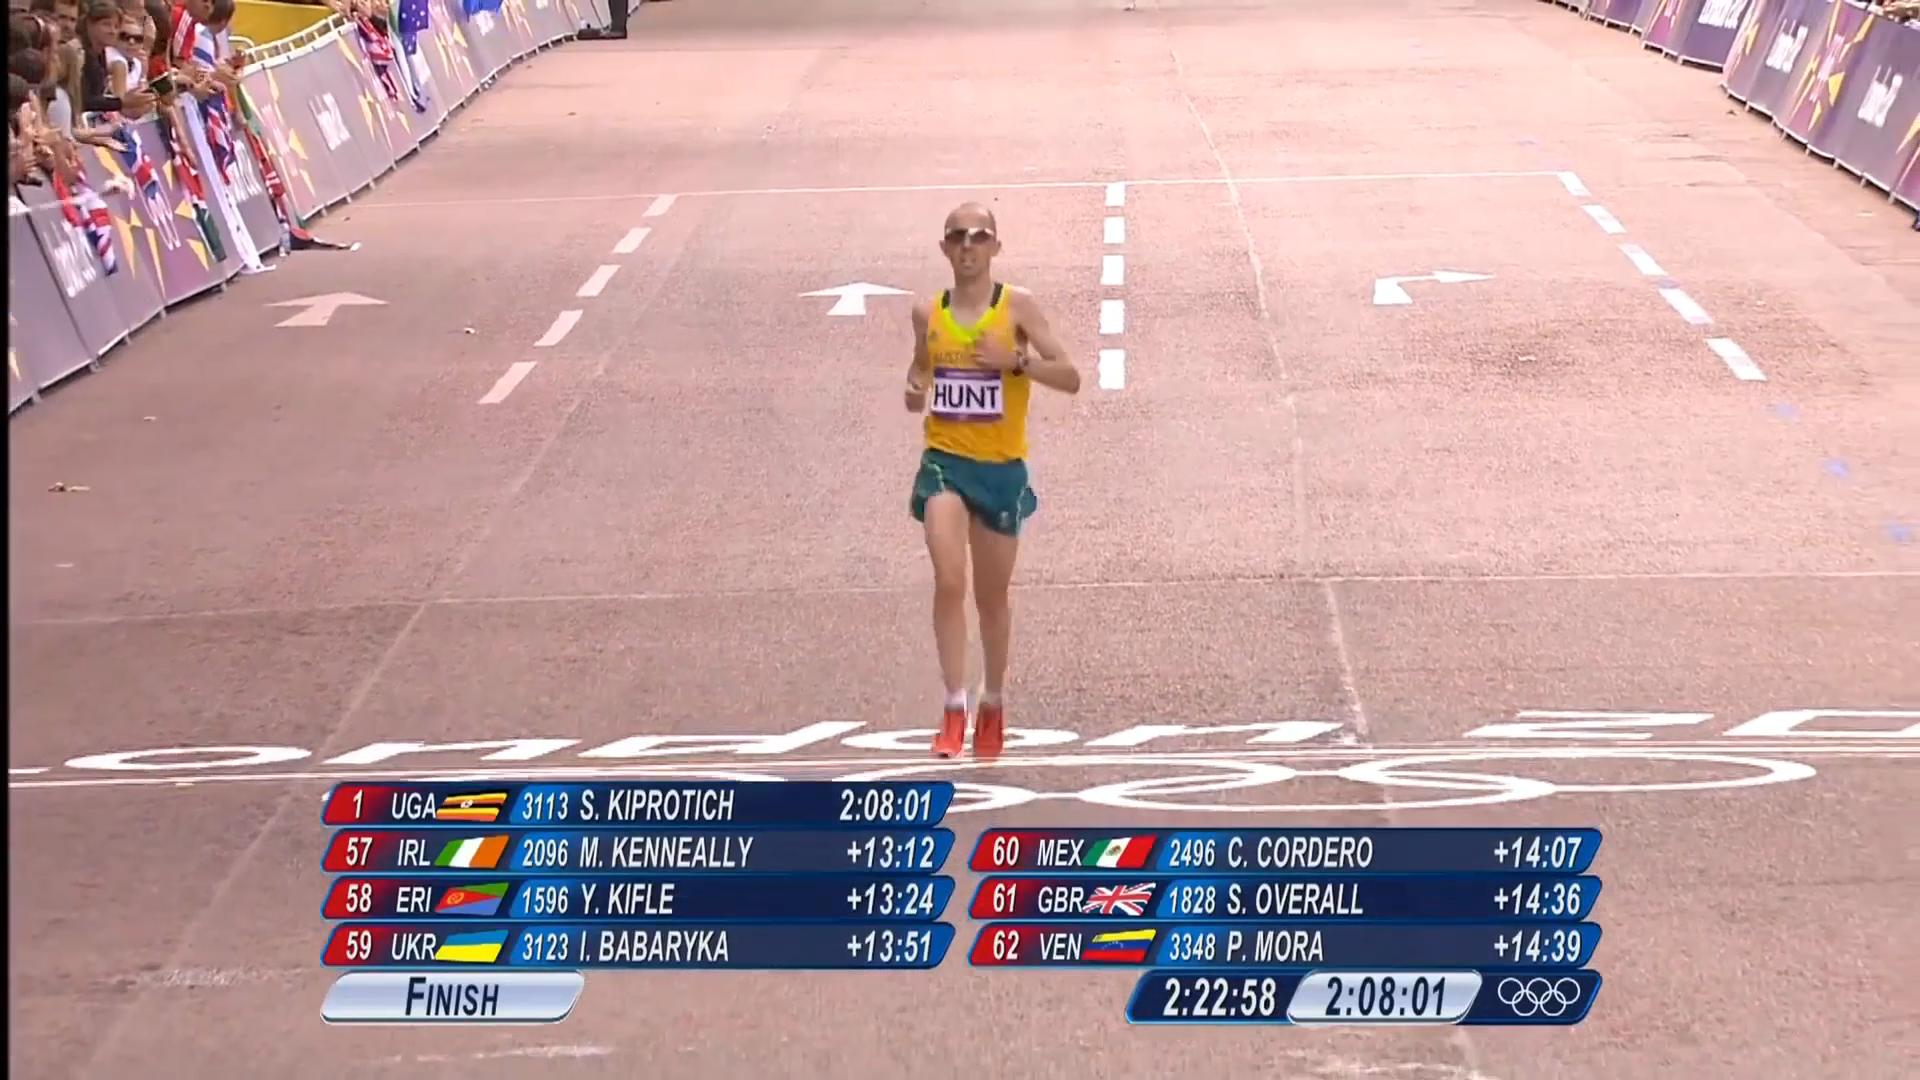 HUNT
London 20
1 UGA 3113 S. KIPROTICH 2:08:01
57 IRL 2096 M. KENNEALLY +13:12
58 ERI 1596 Y. KIFLE +13:24
59 UKR 3123 I. BABARYKA +13:51
60 MEX 2496 C. CORDERO +14:07
61 GBR 1828 S. OVERALL +14:36
62 VEN 3348 P. MORA +14:39
FINISH
2:22:58 2:08:01